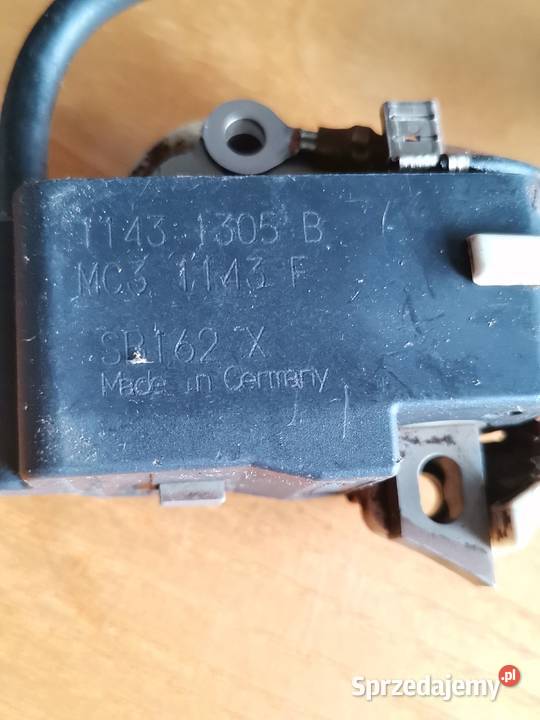 1143 1305 B
MC3 1143 F
SB162 X
Made in Germany
Sprzedajemy.pl